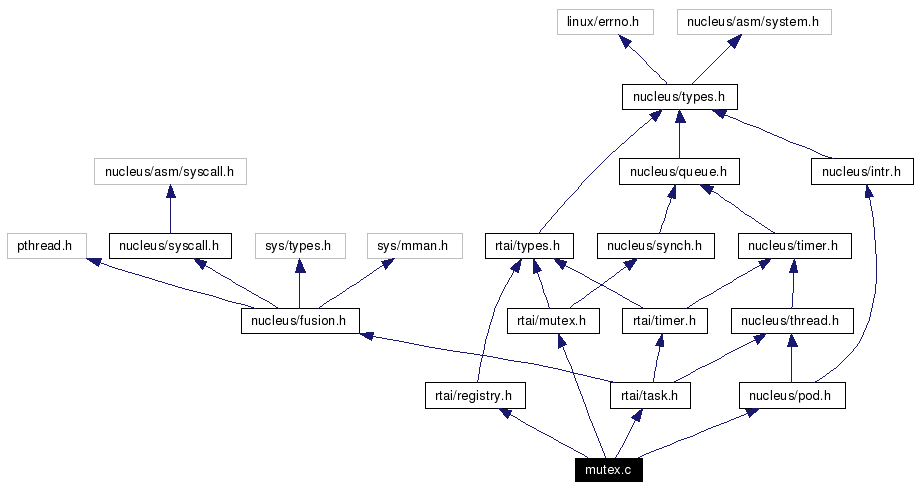 linux/errno.h
nucleus/asm/system.h
nucleus/types.h
nucleus/asm/syscall.h
nucleus/queue.h
nucleus/intr.h
pthread.h
nucleus/syscall.h
sys/types.h
sys/mman.h
rtai/types.h
nucleus/synch.h
nucleus/timer.h
nucleus/fusion.h
rtai/mutex.h
rtai/timer.h
nucleus/thread.h
rtai/registry.h
rtai/task.h
nucleus/pod.h
mutex.c